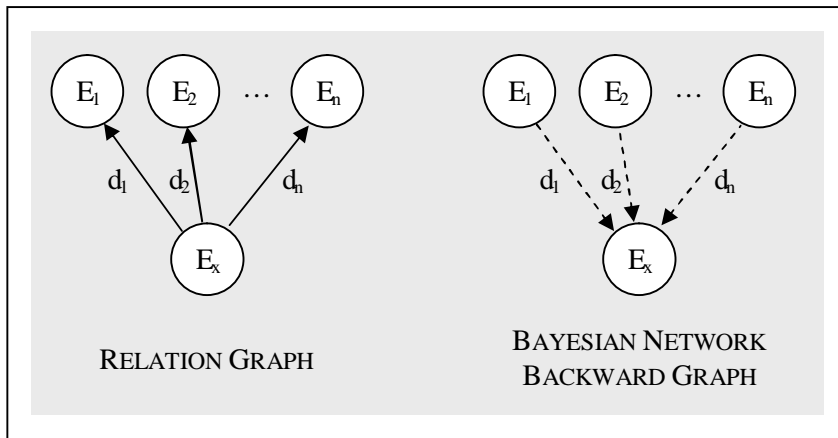 E1 E2 … En
d1 d2 dn
Ex
RELATION GRAPH
E1 E2 … En
d1 d2 dn
Ex
BAYESIAN NETWORK
BACKWARD GRAPH